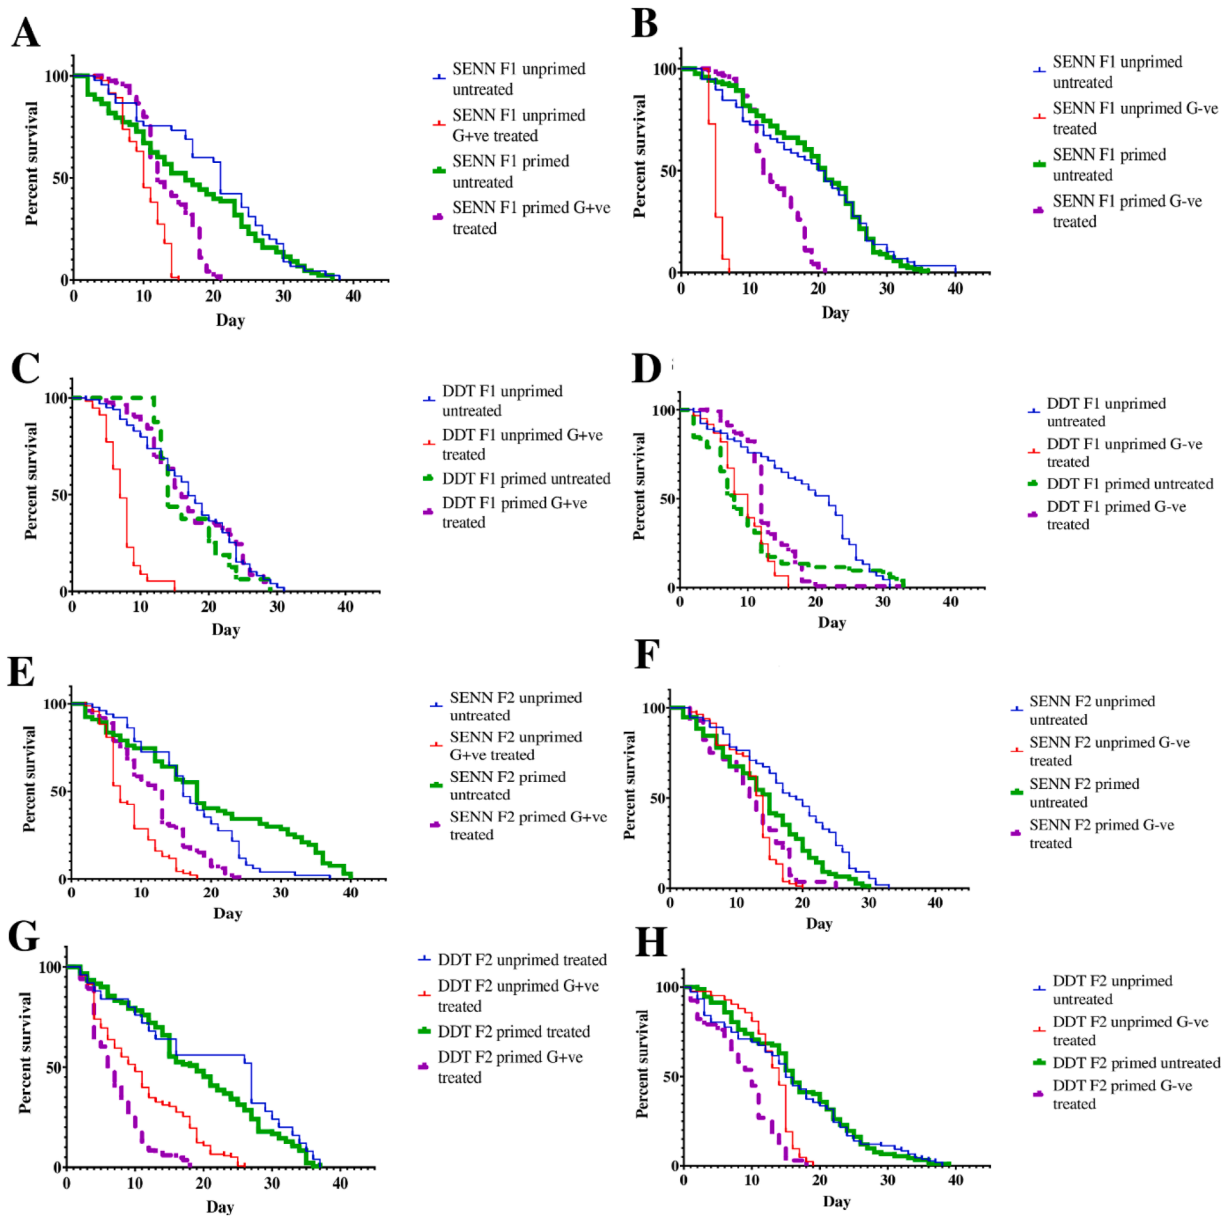 A
Percent survival
100
50
0
0 10 20 30 40
Day
SENN F1 unprimed
untreated
SENN F1 unprimed
G+ve treated
SENN F1 primed
untreated
SENN F1 primed G+ve
treated
B
Percent survival
100
50
0
0 10 20 30 40
Day
SENN F1 unprimed
untreated
SENN F1 unprimed G-ve
treated
SENN F1 primed
untreated
SENN F1 primed G-ve
treated
C
Percent survival
100
50
0
0 10 20 30 40
Day
DDT F1 unprimed
untreated
DDT F1 unprimed G+ve
treated
DDT F1 primed untreated
DDT F1 primed G+ve
treated
D
Percent survival
100
50
0
0 10 20 30 40
Day
DDT F1 unprimed
untreated
DDT F1 unprimed G-ve
treated
DDT F1 primed untreated
DDT F1 primed G-ve
treated
E
Percent survival
100
50
0
0 10 20 30 40
Day
SENN F2 unprimed
untreated
SENN F2 unprimed
G+ve treated
SENN F2 primed
untreated
SENN F2 primed G+ve
treated
F
Percent survival
100
50
0
0 10 20 30 40
Day
SENN F2 unprimed
untreated
SENN F2 unprimed G-ve
treated
SENN F2 primed
untreated
SENN F2 primed G-ve
treated
G
Percent survival
100
50
0
0 10 20 30 40
Day
DDT F2 unprimed treated
DDT F2 unprimed G+ve
treated
DDT F2 primed treated
DDT F2 primed G+ve
treated
H
Percent survival
100
50
0
0 20 40 60
Day
DDT F2 unprimed
untreated
DDT F2 unprimed G-ve
treated
DDT F2 primed untreated
DDT F2 primed G-ve
treated